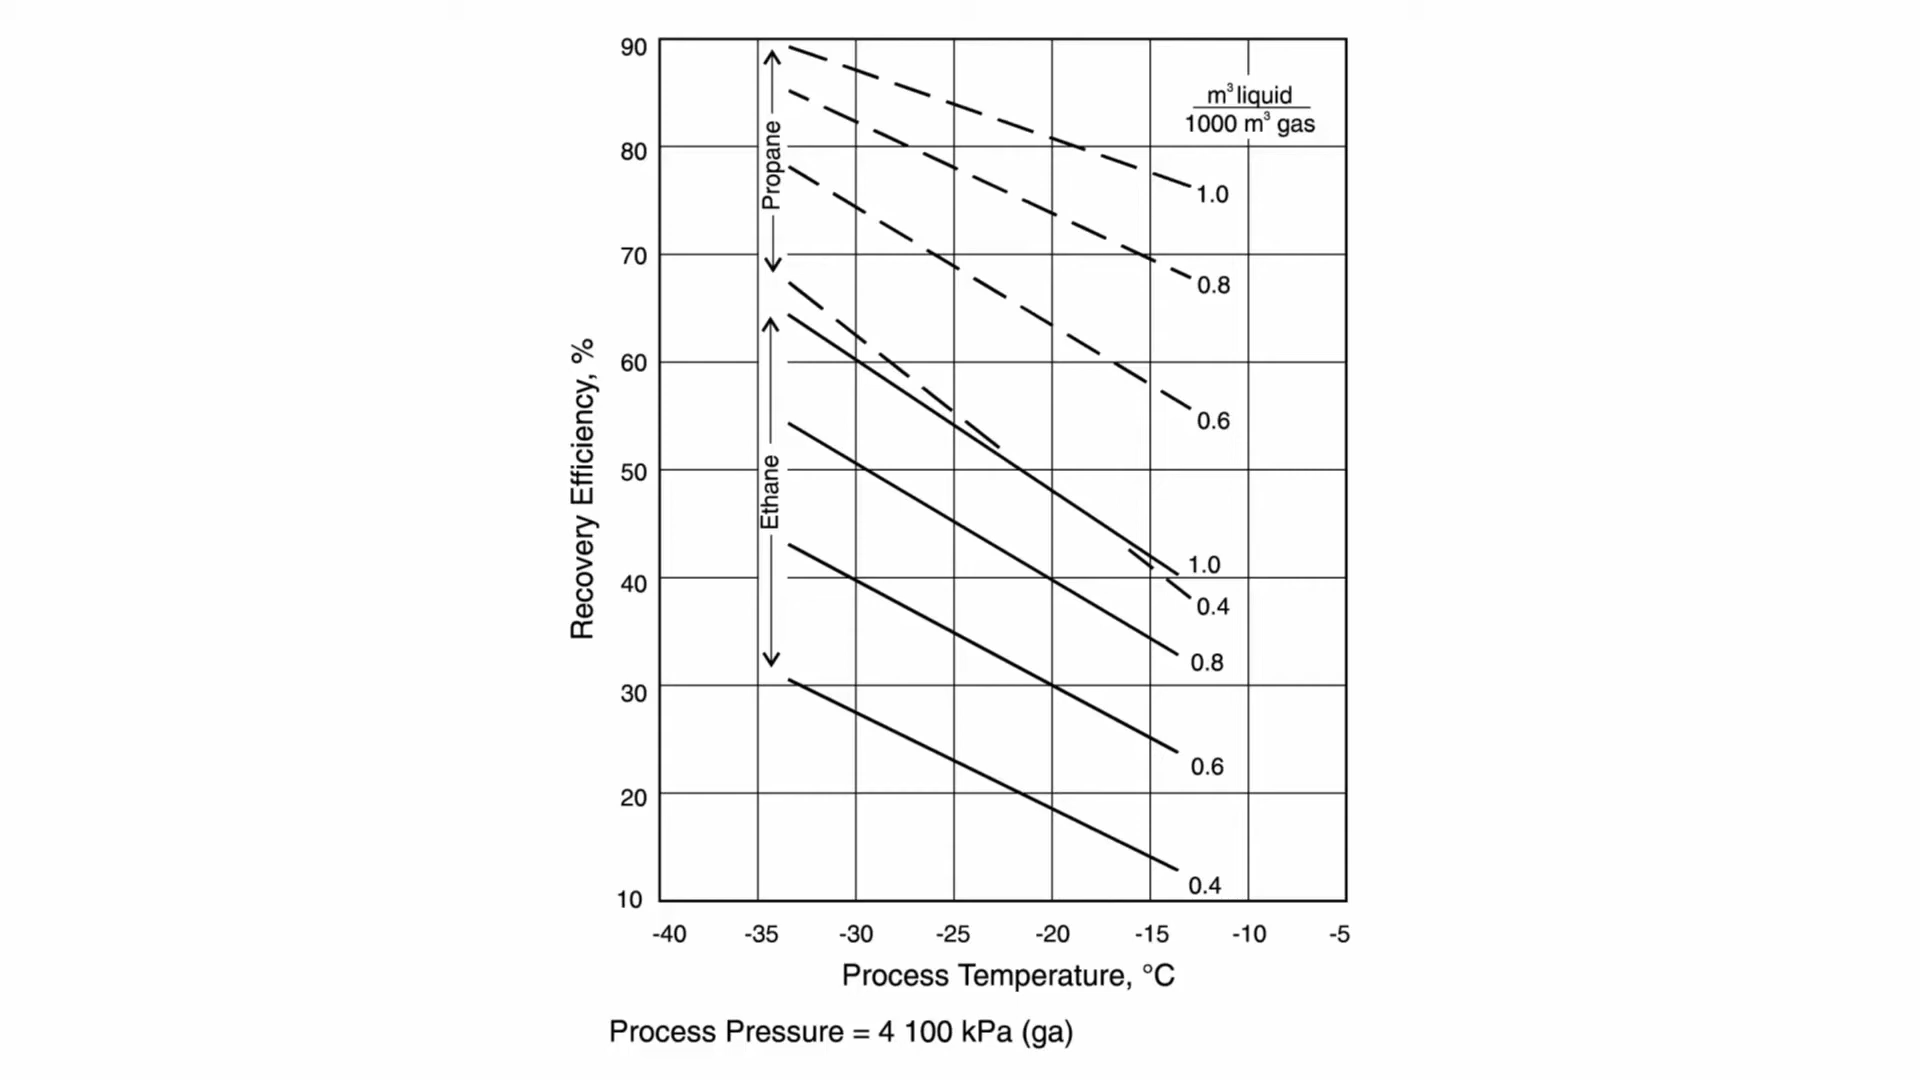 90
80
70
60
50
40
30
20
10
Recovery Efficiency, %
Propane
Ethane
m³ liquid
1000 m³ gas
1.0
0.8
0.6
1.0
0.4
0.8
0.6
0.4
-40 -35 -30 -25 -20 -15 -10 -5
Process Temperature, °C
Process Pressure = 4 100 kPa (ga)